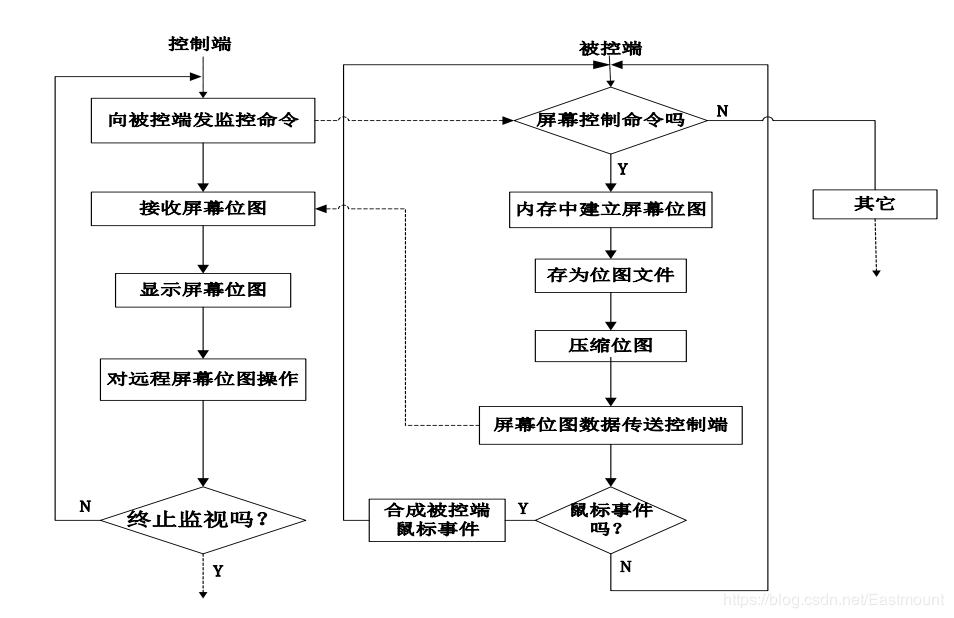 控制端
向被控端发监控命令
接收屏幕位图
显示屏幕位图
对远程屏幕位图操作
终止监视吗？
N
Y
被控端
屏幕控制命令吗
N
Y
其它
内存中建立屏幕位图
存为位图文件
压缩位图
屏幕位图数据传送控制端
鼠标事件
吗？
Y
N
合成被控端
鼠标事件
https://blog.csdn.net/Eastmount